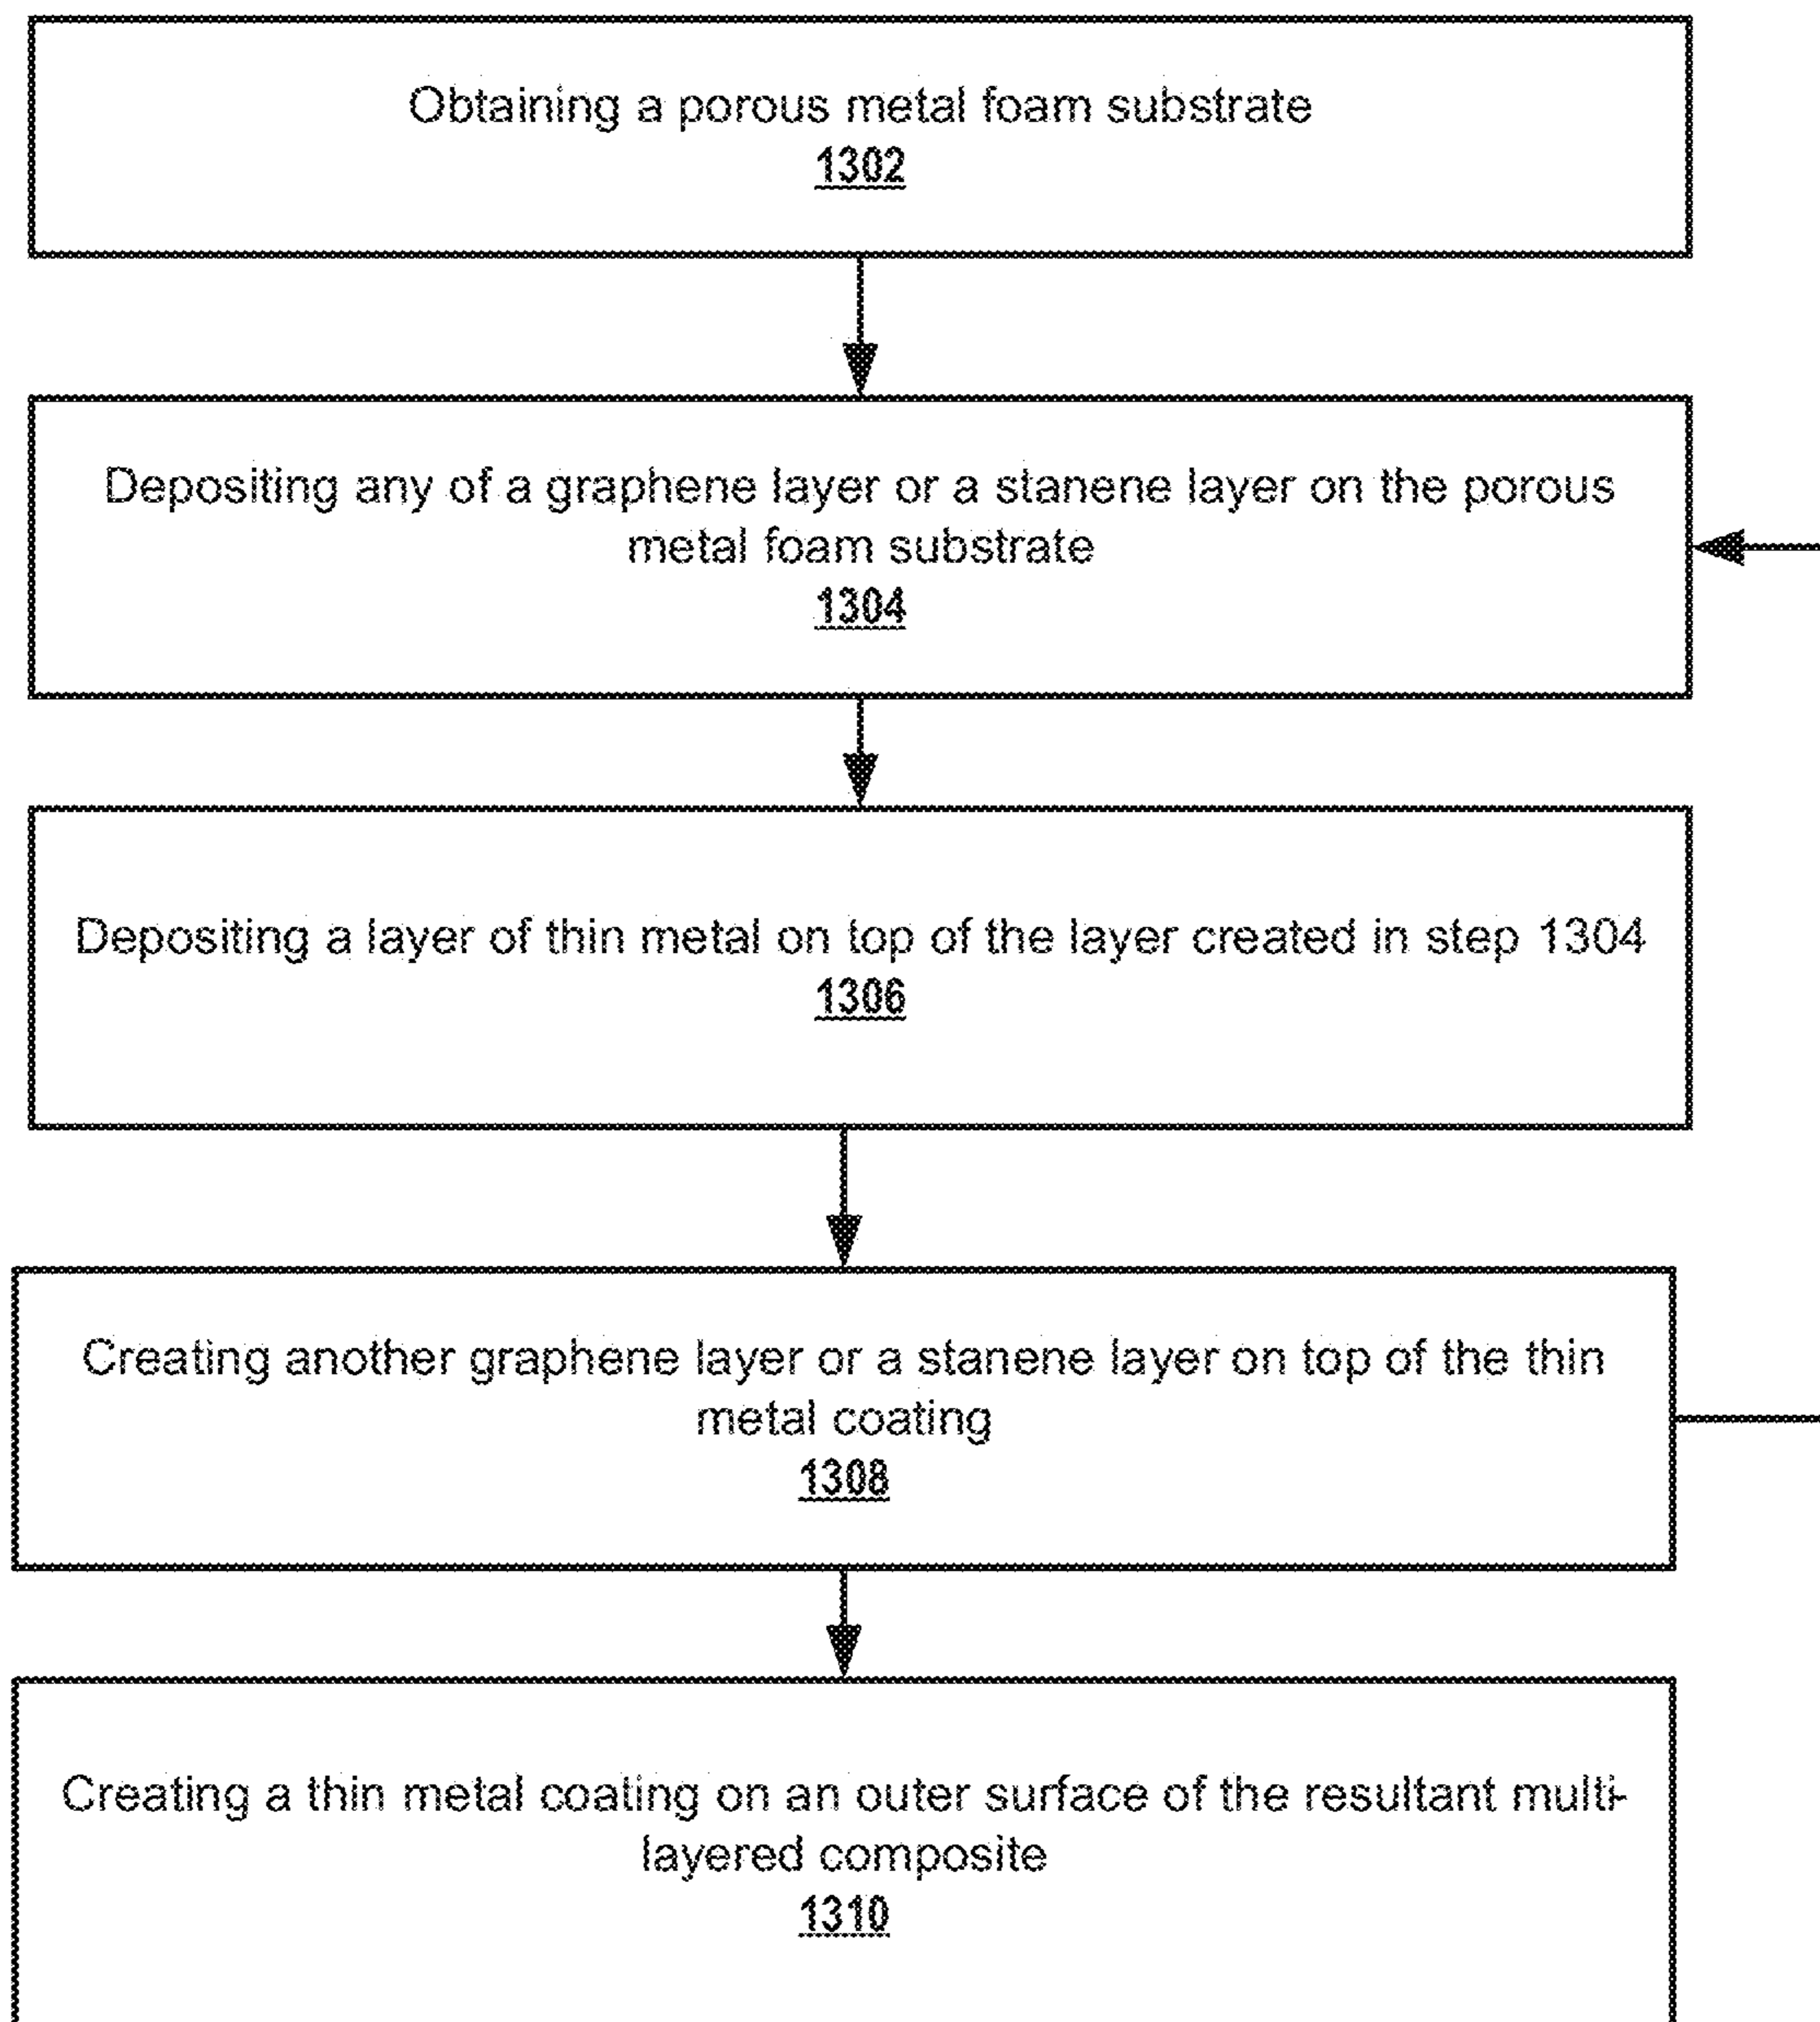 Obtaining a porous metal foam substrate
1302
Depositing any of a graphene layer or a stanene layer on the porous
metal foam substrate
1304
Depositing a layer of thin metal on top of the layer created in step 1304
1306
Creating another graphene layer or a stanene layer on top of the thin
metal coating
1308
Creating a thin metal coating on an outer surface of the resultant multi-
layered composite
1310